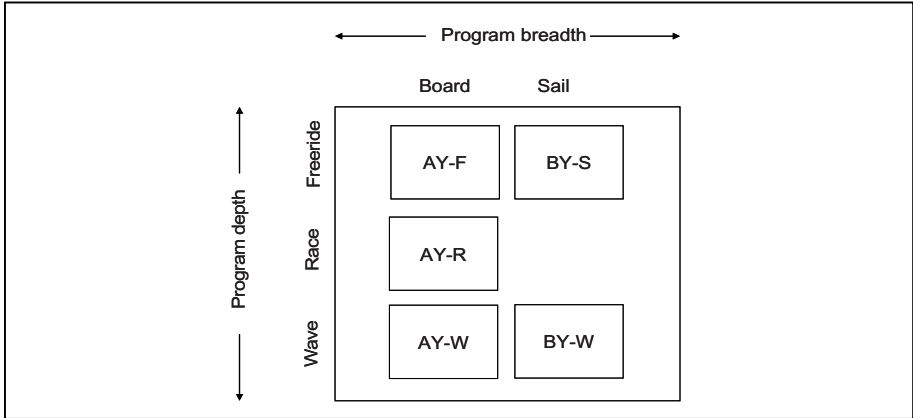 Program breadth
Board Sail
Program depth
Freeride
AY-F BY-S
Race
AY-R
Wave
AY-W BY-W